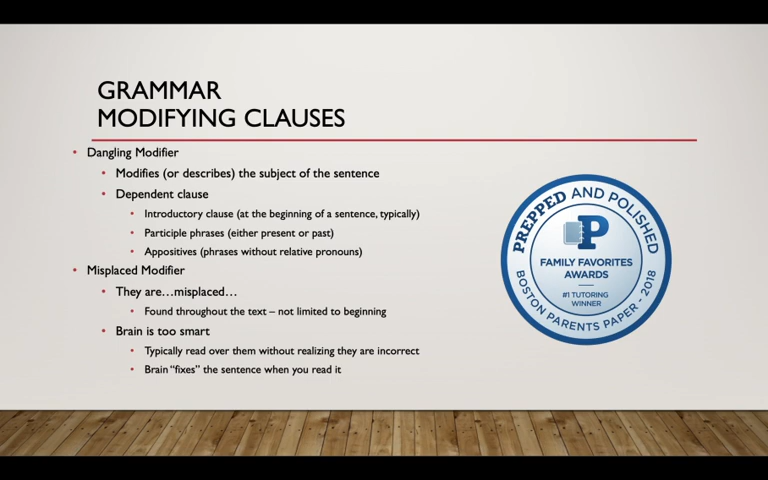 GRAMMAR
MODIFYING CLAUSES
• Dangling Modifier
• Modifies (or describes) the subject of the sentence
• Dependent clause
• Introductory clause (at the beginning of a sentence, typically)
• Participle phrases (either present or past)
• Appositives (phrases without relative pronouns)
• Misplaced Modifier
• They are…misplaced…
• Found throughout the text – not limited to beginning
• Brain is too smart
• Typically read over them without realizing they are incorrect
• Brain “fixes” the sentence when you read it
PREPPED AND POLISHED
P
FAMILY FAVORITES
AWARDS
#1 TUTORING
WINNER
BOSTON PARENTS PAPER - 2018